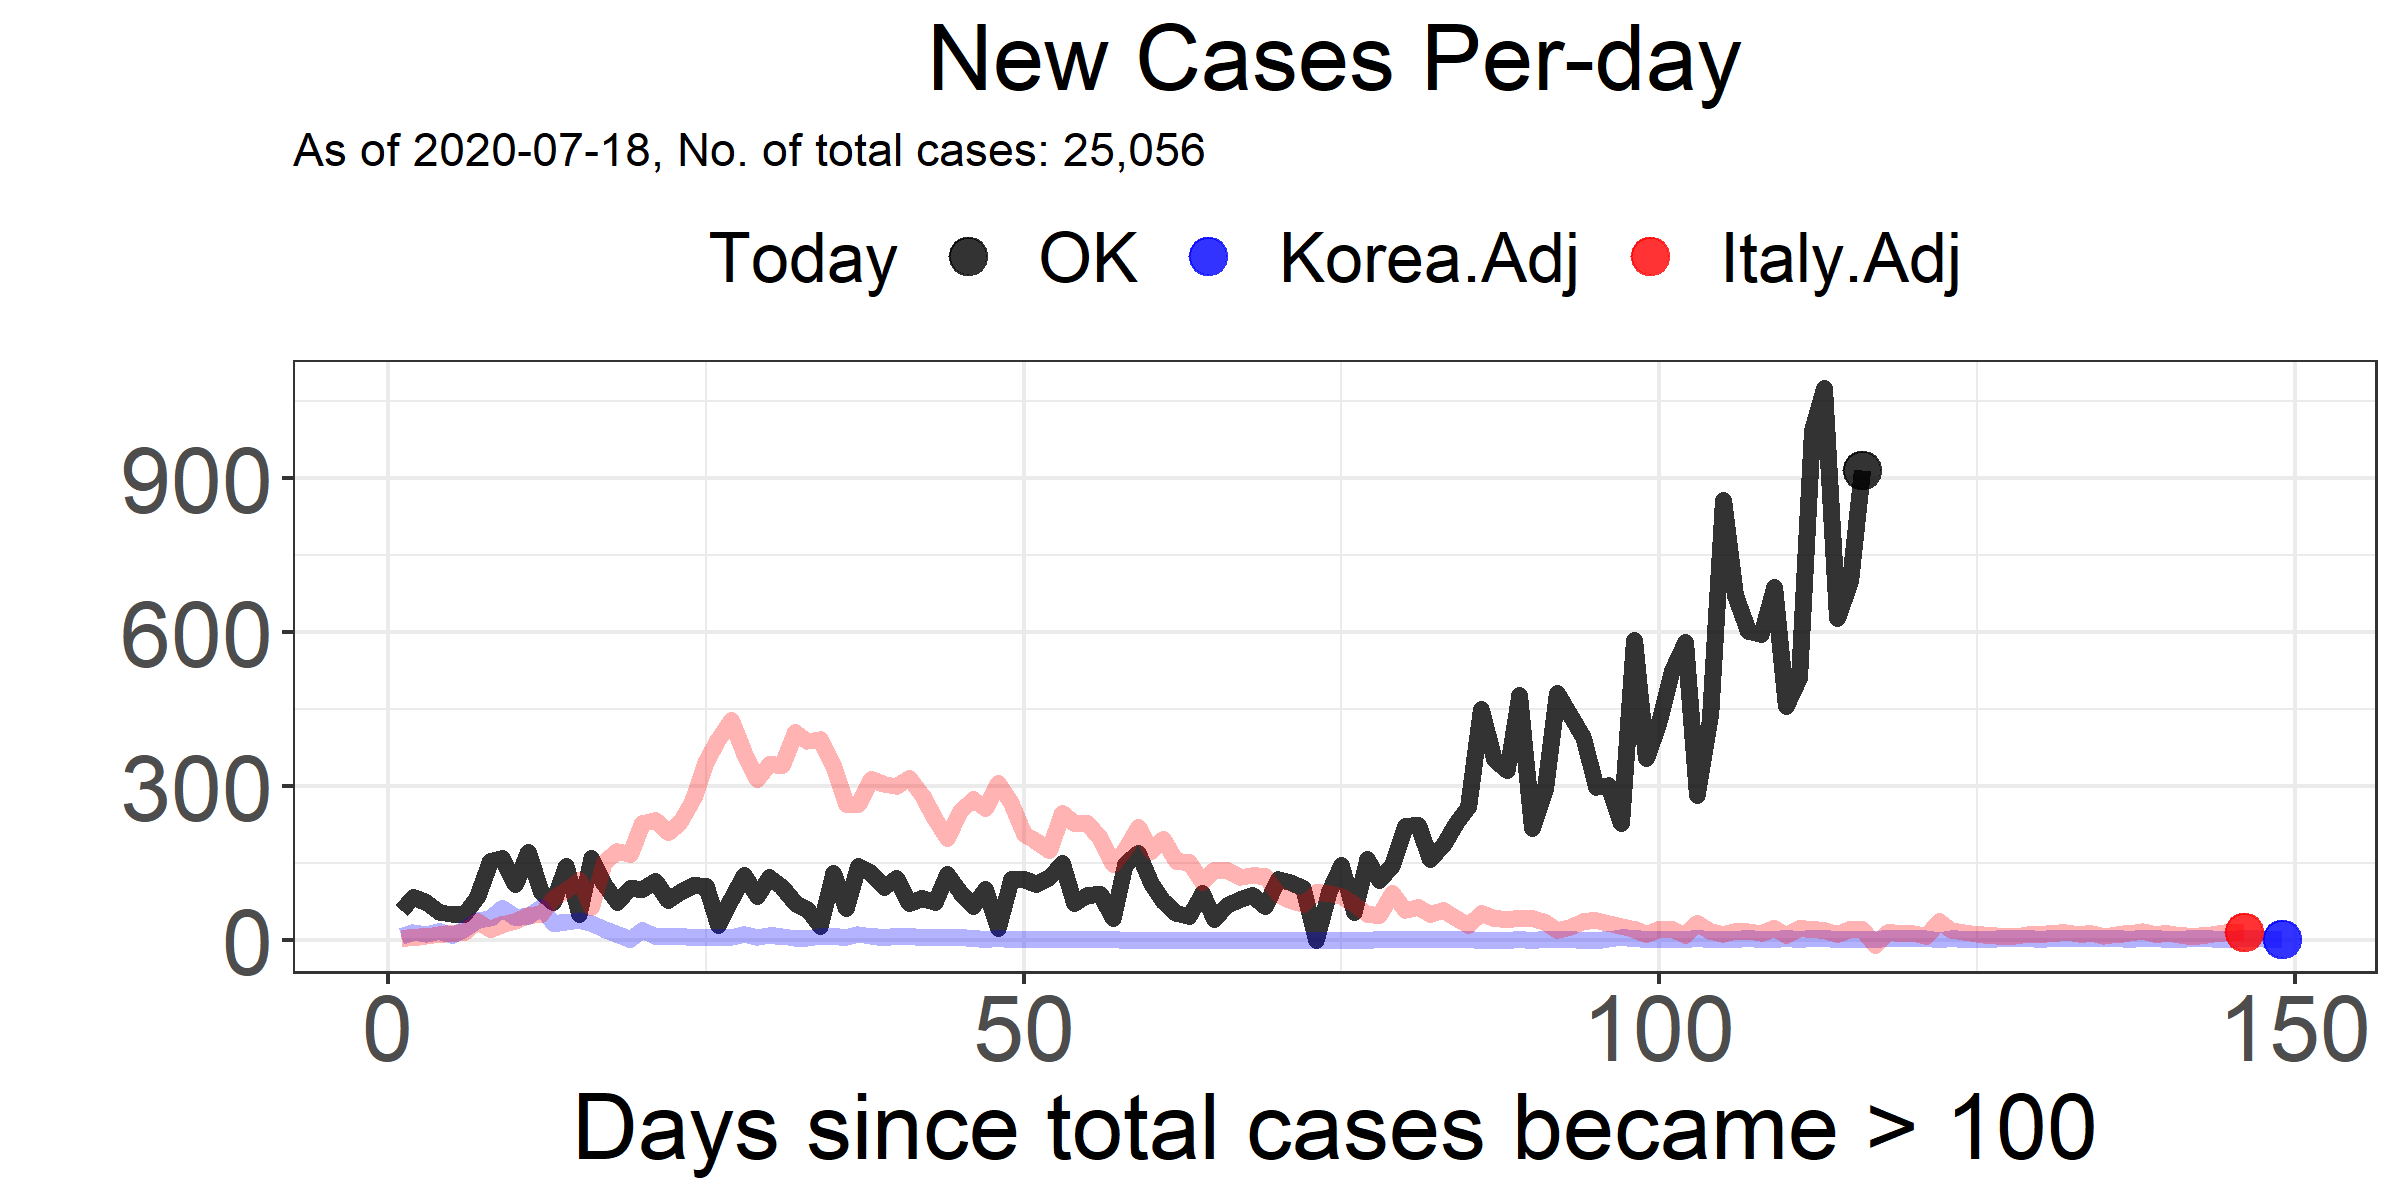 New Cases Per-day
As of 2020-07-18, No. of total cases: 25,056
Today OK Korea.Adj Italy.Adj
900
600
300
0
0 50 100 150
Days since total cases became > 100